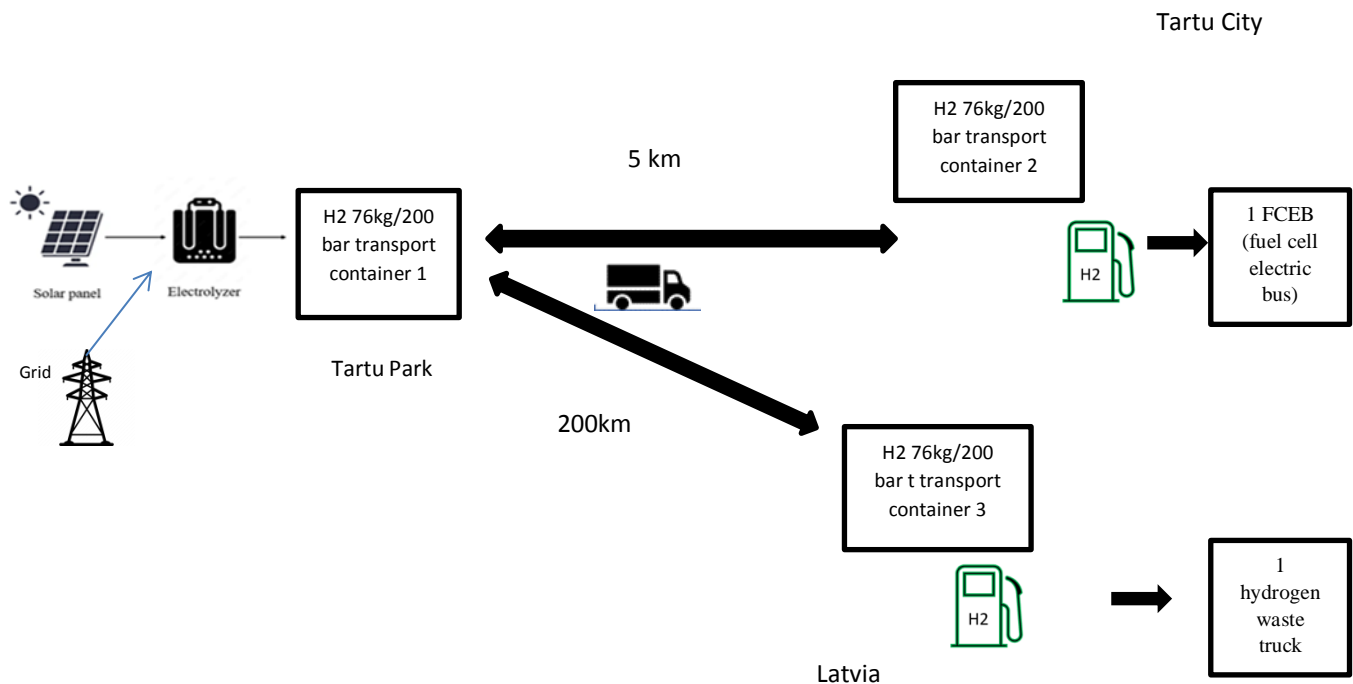 Tartu City
H2 76kg/200
bar transport
container 2
5 km
H2 76kg/200
bar transport
container 1
1 FCEB
(fuel cell
electric
bus)
H2
Solar panel
Electrolyzer
Grid
Tartu Park
200km
H2 76kg/200
bar t transport
container 3
1
hydrogen
waste
truck
H2
Latvia